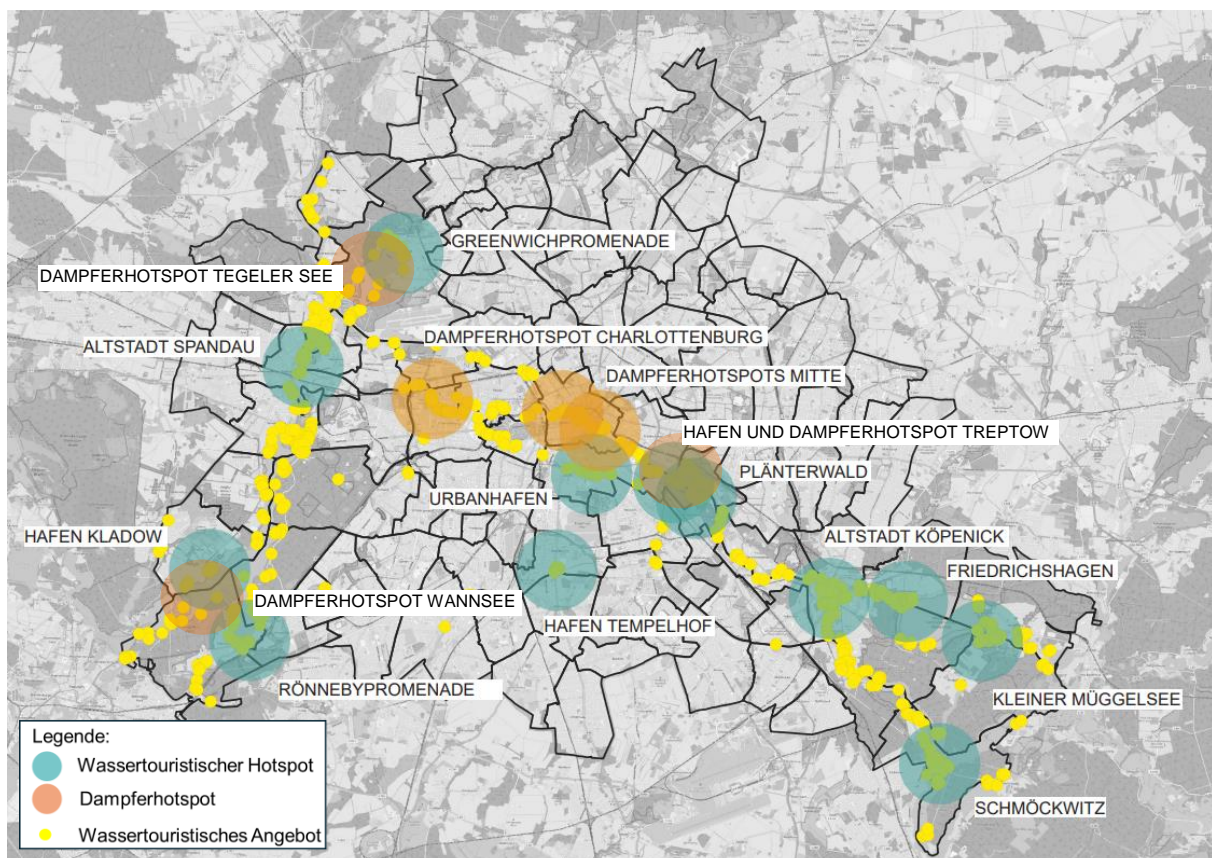 GREENWICHPROMENADE
DAMPFERHOTSPOT TEGELER SEE
DAMPFERHOTSPOT CHARLOTTENBURG
ALTSTADT SPANDAU
DAMPFERHOTSPOTS MITTE
HAFEN UND DAMPFERHOTSPOT TREPTOW
PLÄNTERWALD
URBANHAFEN
HAFEN KLADOW
ALTSTADT KÖPENICK
FRIEDRICHSHAGEN
DAMPFERHOTSPOT WANNSEE
HAFEN TEMPELHOF
RÖNNEBYPROMENADE
KLEINER MÜGGELSEE
SCHMÖCKWITZ
Legende:
Wassertouristischer Hotspot
Dampferhotspot
Wassertouristisches Angebot